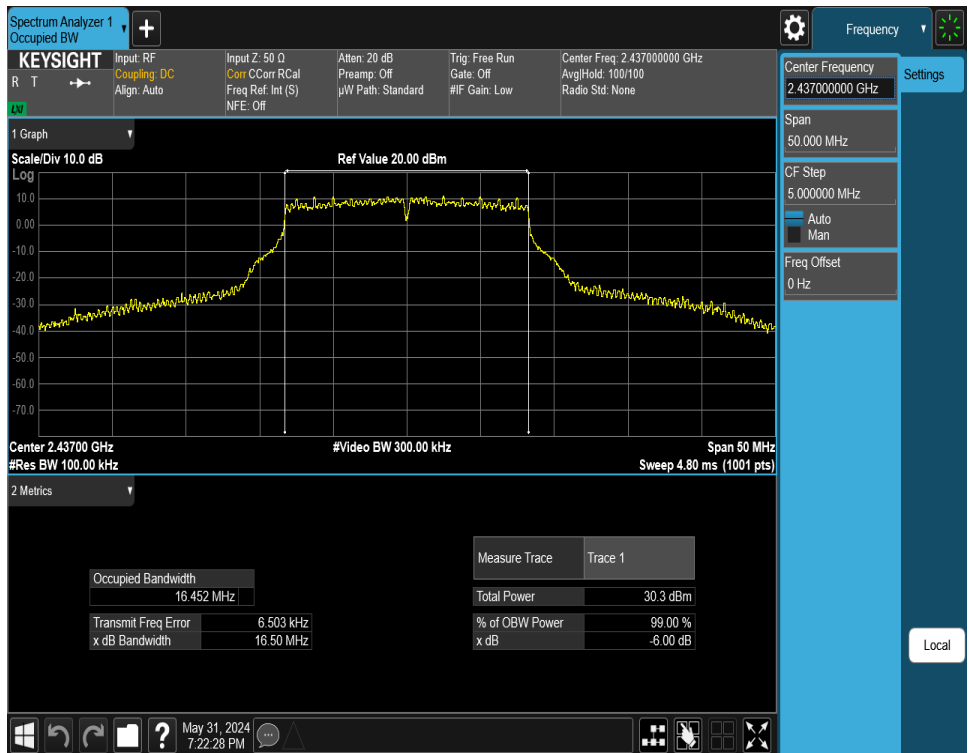 Spectrum Analyzer 1
Occupied BW
+
Frequency
KEYSIGHT
R T
LXI
Input: RF
Coupling: DC
Align: Auto
Input Z: 50 Ω
Corr CCorr RCal
Freq Ref: Int (S)
NFE: Off
Atten: 20 dB
Preamp: Off
µW Path: Standard
Trig: Free Run
Gate: Off
#IF Gain: Low
Center Freq: 2.437000000 GHz
Avg|Hold: 100/100
Radio Std: None
Center Frequency
2.437000000 GHz
Settings
Span
50.000 MHz
CF Step
5.000000 MHz
Auto
Man
Freq Offset
0 Hz
Local
1 Graph
Scale/Div 10.0 dB
Ref Value 20.00 dBm
Log
10.0
0.00
-10.0
-20.0
-30.0
-40.0
-50.0
-60.0
-70.0
Center 2.43700 GHz
#Video BW 300.00 kHz
Span 50 MHz
#Res BW 100.00 kHz
Sweep 4.80 ms (1001 pts)
2 Metrics
Measure Trace Trace 1
Occupied Bandwidth
16.452 MHz
Total Power 30.3 dBm
Transmit Freq Error 6.503 kHz
% of OBW Power 99.00 %
x dB Bandwidth 16.50 MHz
x dB -6.00 dB
?
May 31, 2024
7:22:28 PM